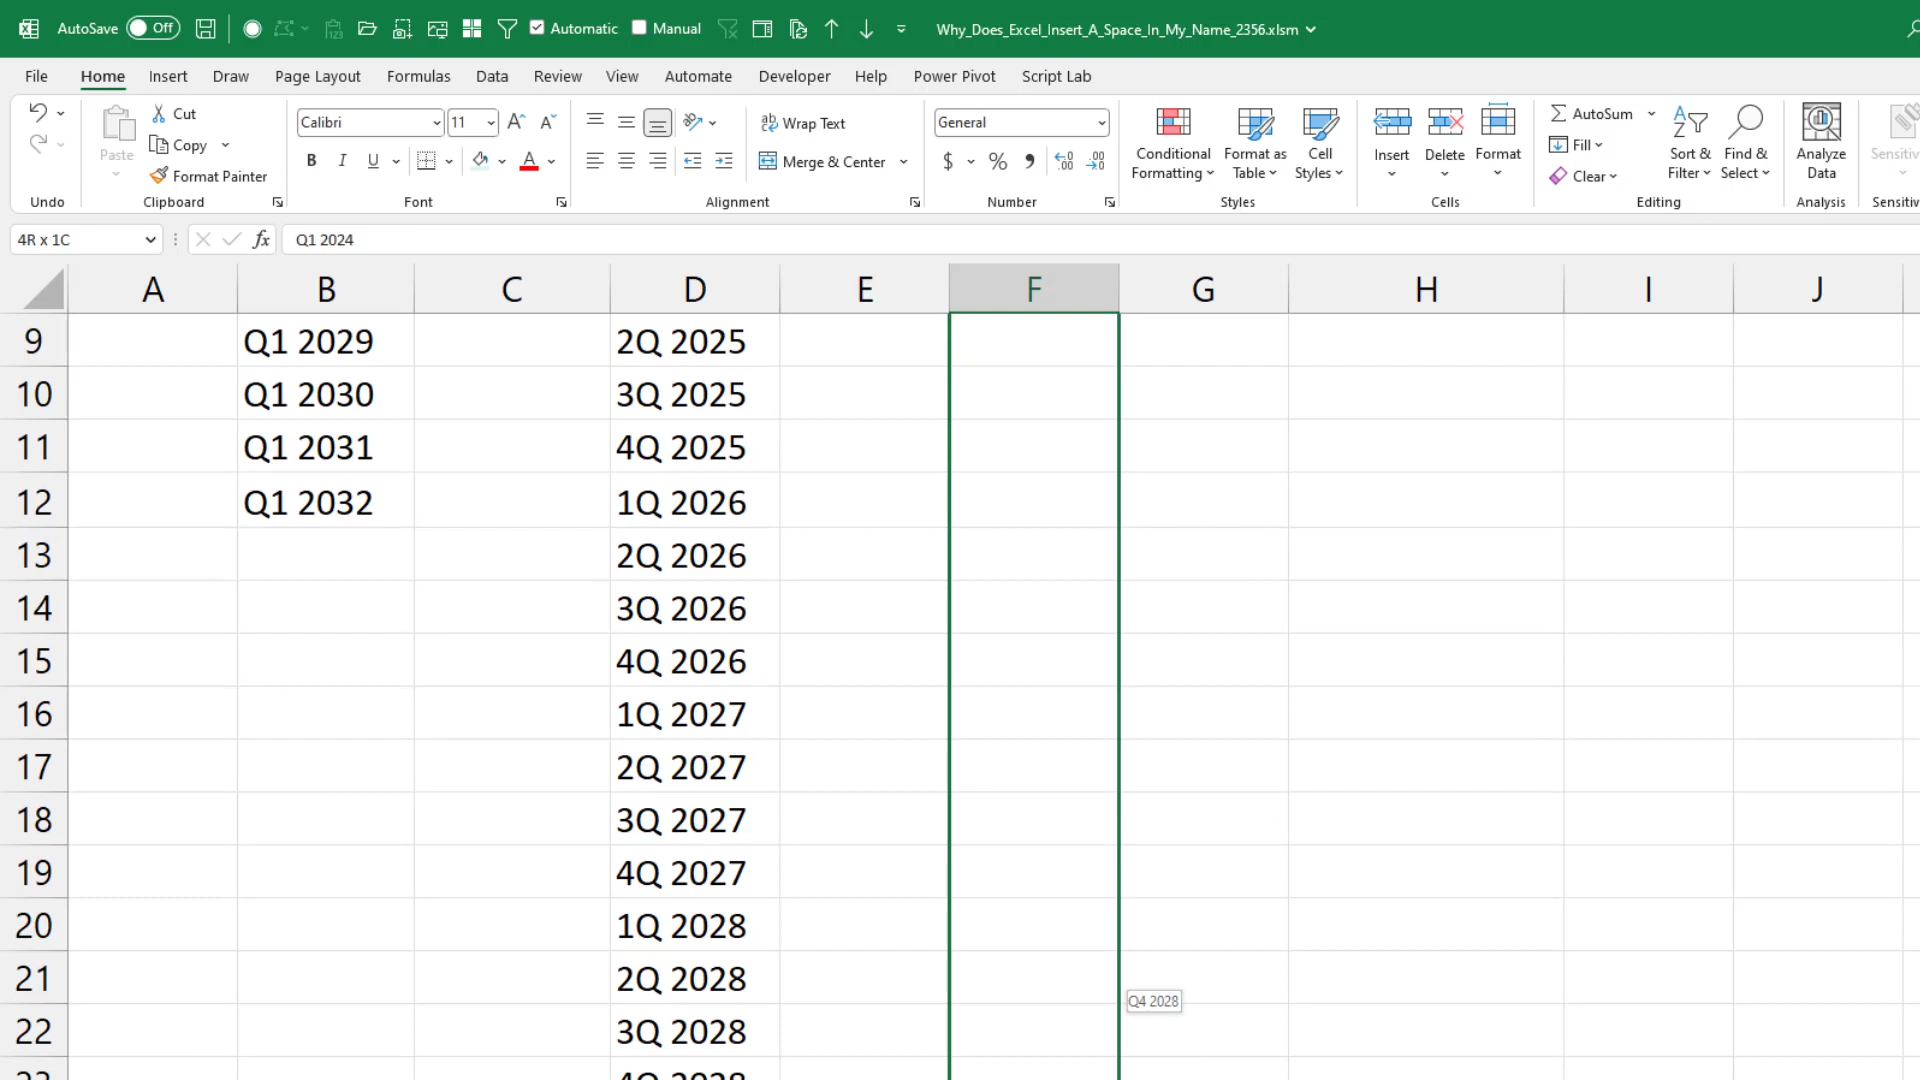 AutoSave Off Automatic Manual Why_Does_Excel_Insert_A_Space_In_My_Name_2356.xlsm
File Home Insert Draw Page Layout Formulas Data Review View Automate Developer Help Power Pivot Script Lab
Cut
Copy
Format Painter
Paste
Undo
Clipboard
Calibri 11
B I U
Font
Wrap Text
Merge & Center
Alignment
General
$ %
Number
Conditional Formatting
Format as Table
Cell Styles
Styles
Insert Delete Format
Cells
AutoSum
Fill
Clear
Sort & Filter
Find & Select
Editing
Analyze Data
Analysis
Sensitiv
Sensitiv
4R x 1C fx Q1 2024
A B C D E F G H I J
9 Q1 2029 2Q 2025
10 Q1 2030 3Q 2025
11 Q1 2031 4Q 2025
12 Q1 2032 1Q 2026
13 2Q 2026
14 3Q 2026
15 4Q 2026
16 1Q 2027
17 2Q 2027
18 3Q 2027
19 4Q 2027
20 1Q 2028
21 2Q 2028
Q4 2028
22 3Q 2028
23 4Q 2028